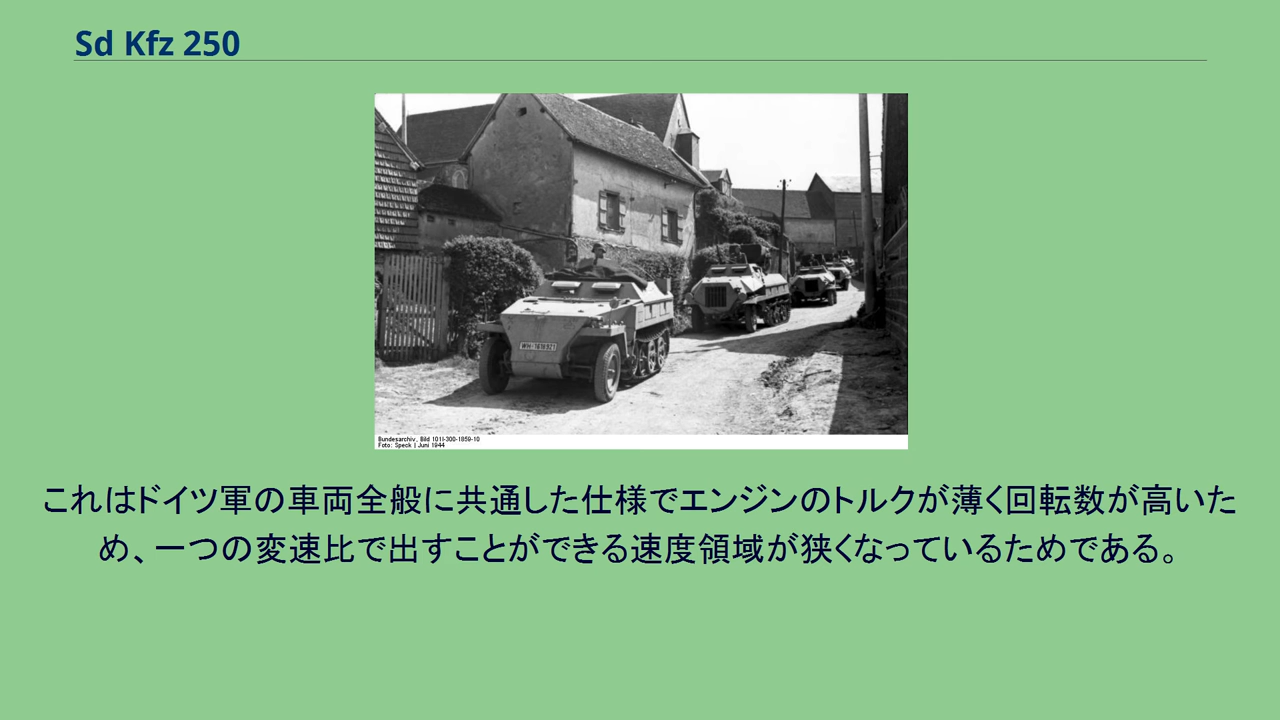 Sd Kfz 250
WH-1618921
Bundesarchiv, Bild 101I-300-1859-10
Foto: Speck | Juni 1944
これはドイツ軍の車両全般に共通した仕様でエンジンのトルクが薄く回転数が高いた
め、一つの変速比で出すことができる速度領域が狭くなっているためである。